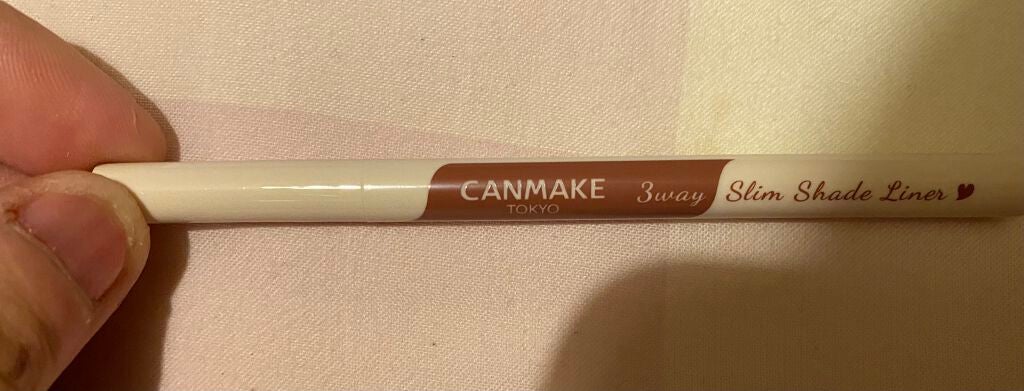 CANMAKE
TOKYO
3way Slim Shade Liner